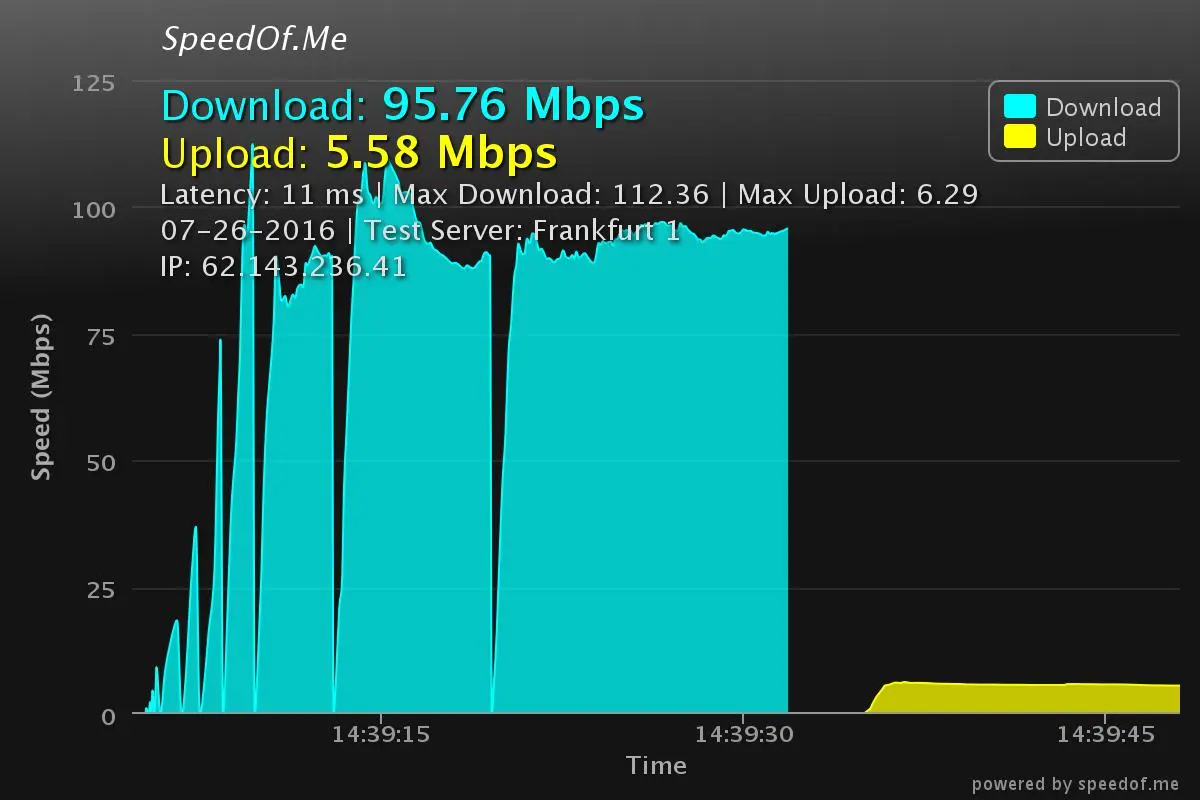 SpeedOf.Me
Download: 95.76 Mbps
Upload: 5.58 Mbps
Latency: 11 ms | Max Download: 112.36 | Max Upload: 6.29
07-26-2016 | Test Server: Frankfurt 1
IP: 62.143.236.41
Download
Upload
125
100
75
50
25
0
Speed (Mbps)
14:39:15
14:39:30
14:39:45
Time
powered by speedof.me